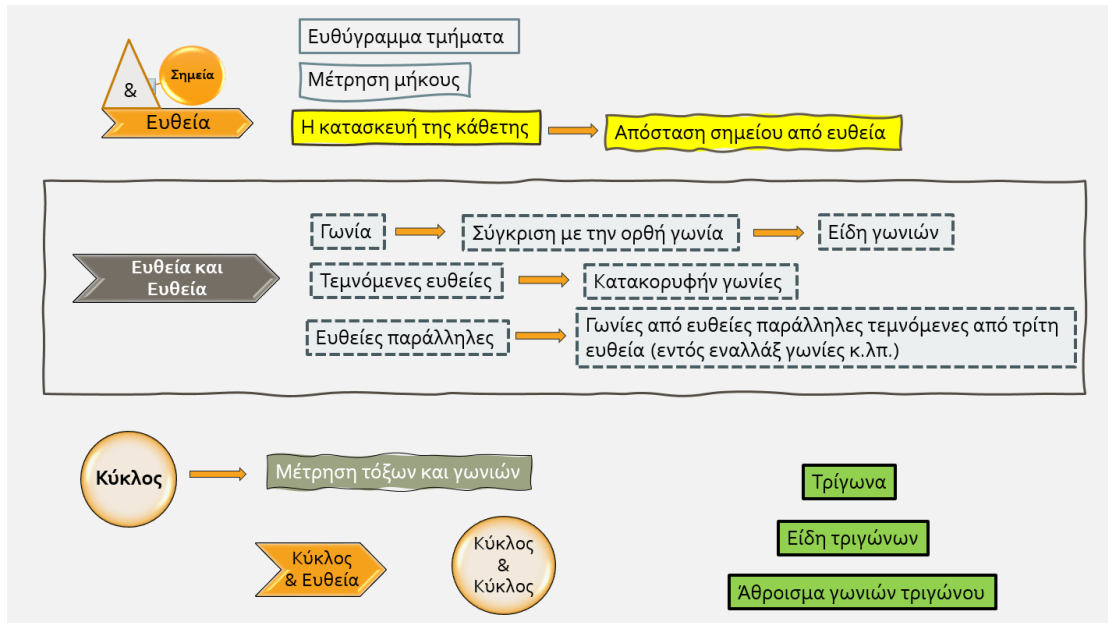 Ευθύγραμμα τμήματα
Σημεία
&
Μέτρηση μήκους
Ευθεία
Η κατασκευή της κάθετης
Απόσταση σημείου από ευθεία
Γωνία
Σύγκριση με την ορθή γωνία
Είδη γωνιών
Ευθεία και
Ευθεία
Τεμνόμενες ευθείες
Κατακορυφήν γωνίες
Ευθείες παράλληλες
Γωνίες από ευθείες παράλληλες τεμνόμενες από τρίτη
ευθεία (εντός εναλλάξ γωνίες κ.λπ.)
Κύκλος
Μέτρηση τόξων και γωνιών
Κύκλος
& Ευθεία
Κύκλος
&
Κύκλος
Τρίγωνα
Είδη τριγώνων
Άθροισμα γωνιών τριγώνου